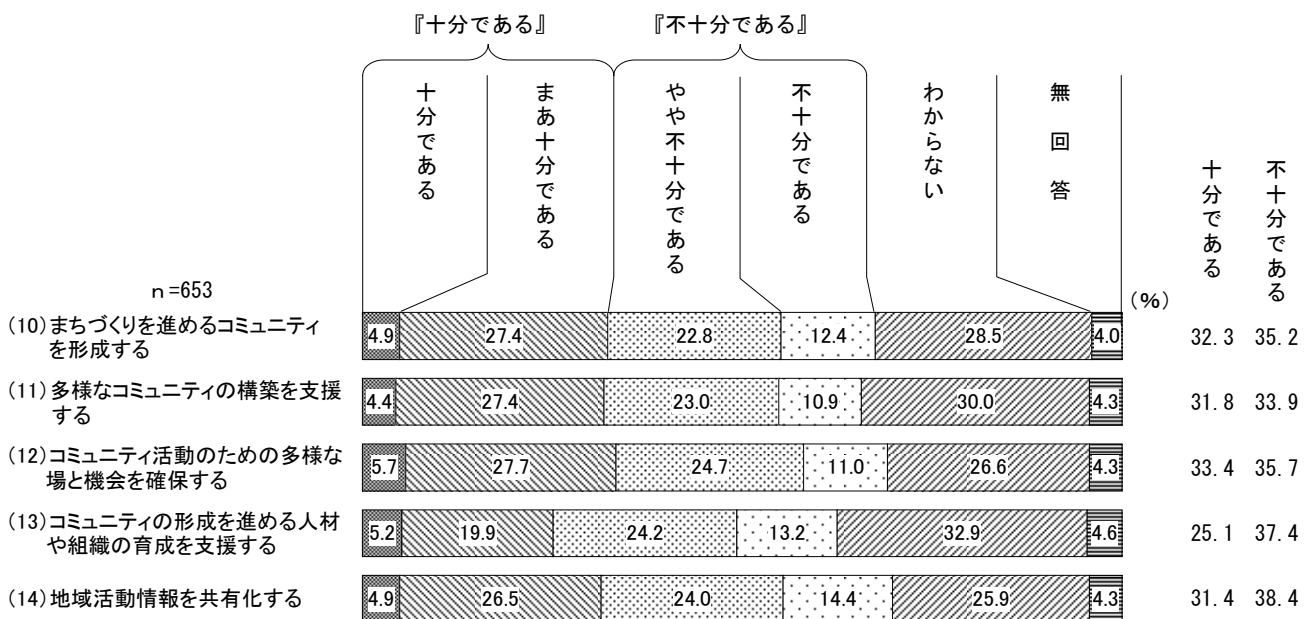 『十分である』 『不十分である』
十分である
まあ十分である
やや不十分である
不十分である
わからない
無回答
十分である
不十分である
n=653
(%)
(10)まちづくりを進めるコミュニティ
を形成する
4.9 27.4 22.8 12.4 28.5 4.0 32.3 35.2
(11)多様なコミュニティの構築を支援
する
4.4 27.4 23.0 10.9 30.0 4.3 31.8 33.9
(12)コミュニティ活動のための多様な
場と機会を確保する
5.7 27.7 24.7 11.0 26.6 4.3 33.4 35.7
(13)コミュニティの形成を進める人材
や組織の育成を支援する
5.2 19.9 24.2 13.2 32.9 4.6 25.1 37.4
(14)地域活動情報を共有化する
4.9 26.5 24.0 14.4 25.9 4.3 31.4 38.4